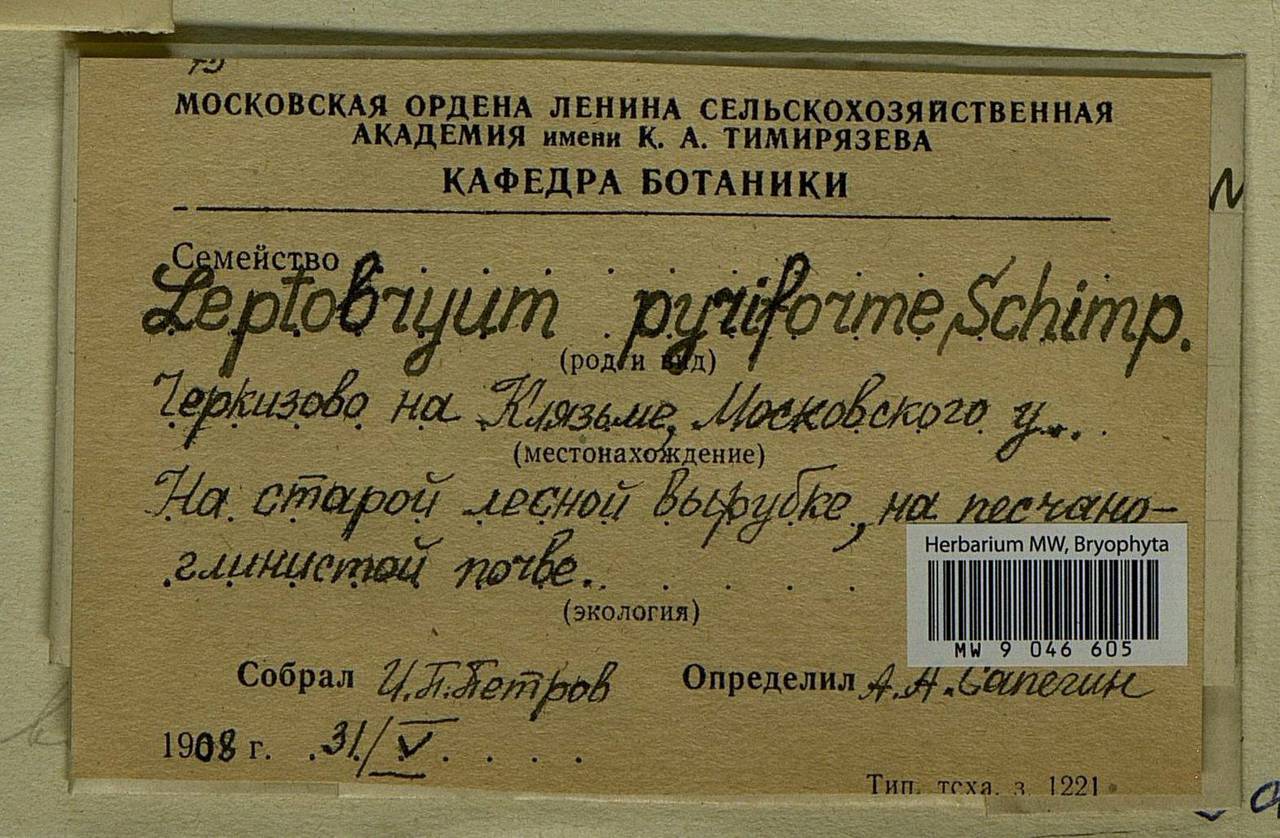 МОСКОВСКАЯ ОРДЕНА ЛЕНИНА СЕЛЬСКОХОЗЯЙСТВЕННАЯ
АКАДЕМИЯ имени К. А. ТИМИРЯЗЕВА
КАФЕДРА БОТАНИКИ
Семейство
Leptobryum pyriforme, Schimp.
(род и вид)
Черкизово на Клязьме, Московского у.
(местонахождение)
На старой лесной вырубке, на песчано-
глинистой почве.
(экология)
Herbarium MW, Bryophyta
MW 9 046 605
Собрал И.П.Петров Определил А.А.Сапегин
1908 г. 31/V
Тип. тсха. з. 1221